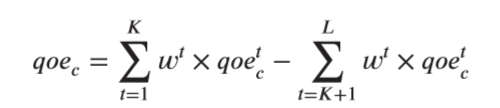 $qoe_c = \sum_{t=1}^{K} w^t \times qoe_c^t - \sum_{t=K+1}^{L} w^t \times qoe_c^t$